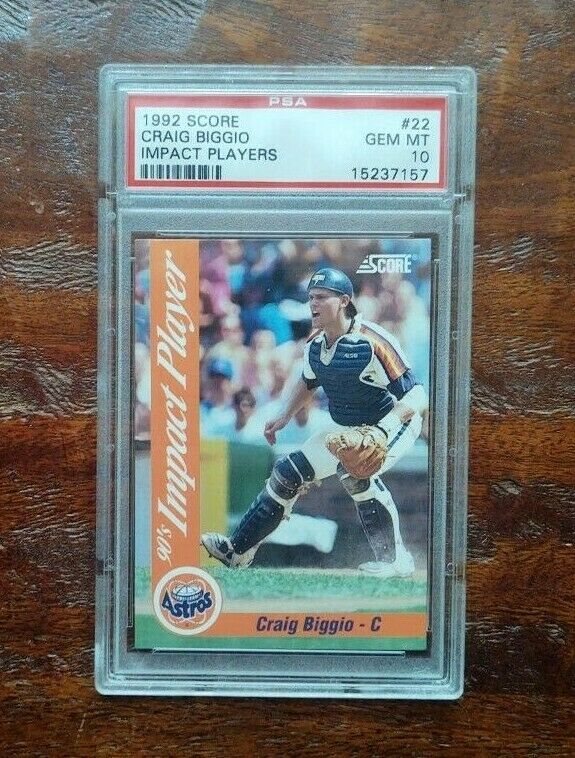 PSA
1992 SCORE #22
CRAIG BIGGIO GEM MT
IMPACT PLAYERS 10
15237157
SCORE
90's Impact Player
Astros
Craig Biggio - C